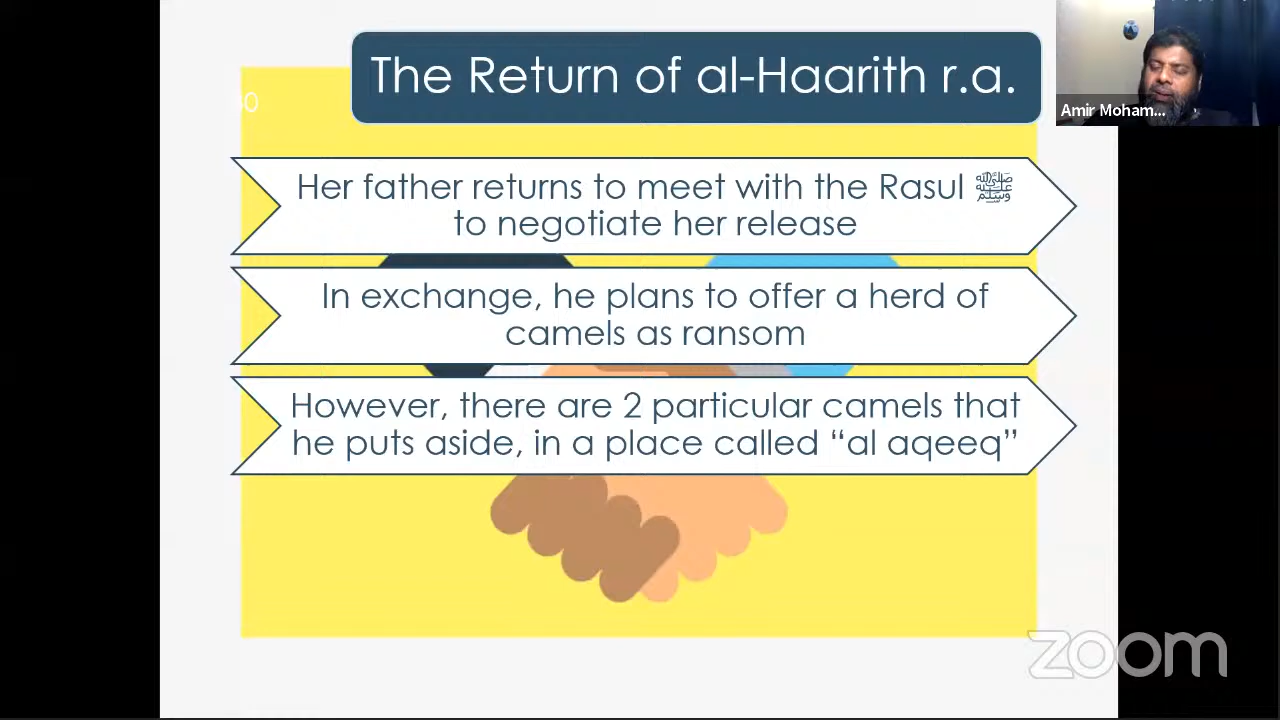 The Return of al-Haarith r.a.
Amir Moham...
Her father returns to meet with the Rasul ﷺ
to negotiate her release
In exchange, he plans to offer a herd of
camels as ransom
However, there are 2 particular camels that
he puts aside, in a place called “al aqeeq”
zoom